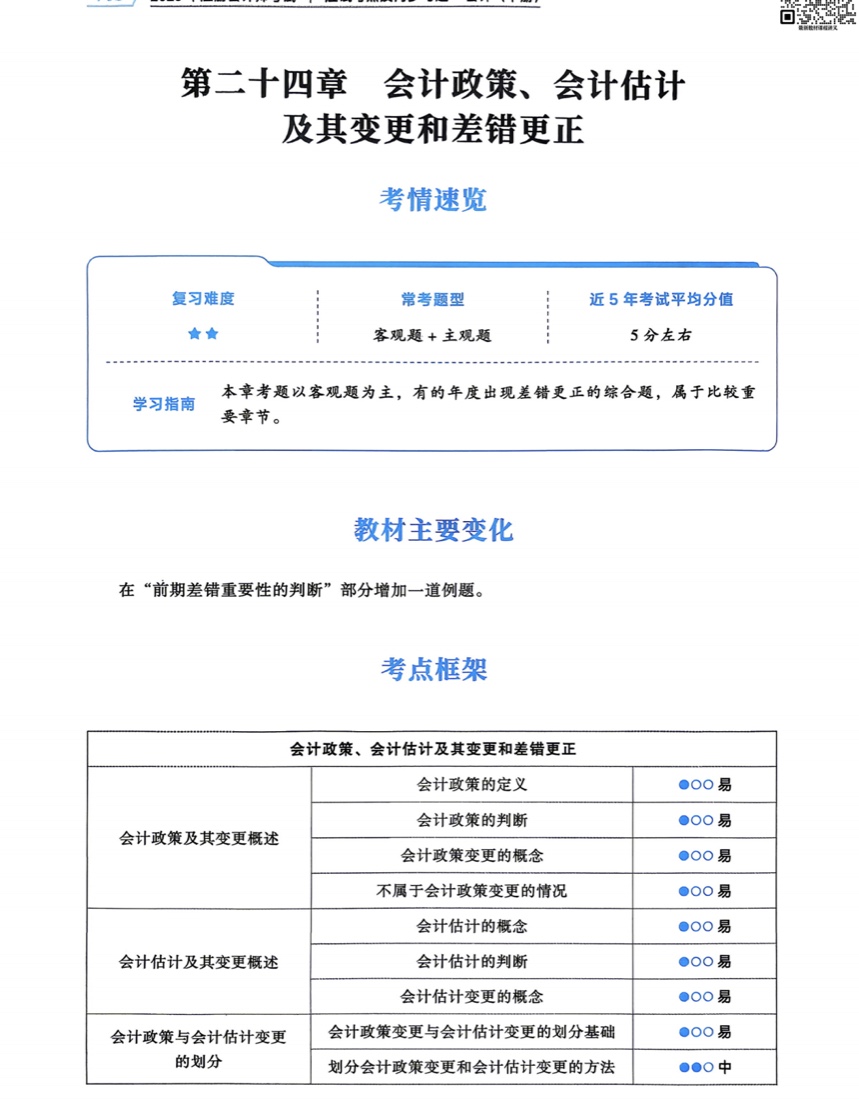 第二十四章 会计政策、会计估计
及其变更和差错更正
考情速览
复习难度 常考题型 近 5 年考试平均分值
★★ 客观题 + 主观题 5 分左右
学习指南 本章考题以客观题为主，有的年度出现差错更正的综合题，属于比较重
要章节。
教材主要变化
在“前期差错重要性的判断”部分增加一道例题。
考点框架
会计政策、会计估计及其变更和差错更正
会计政策及其变更概述
会计政策的定义 ●○○ 易
会计政策的判断 ●○○ 易
会计政策变更的概念 ●○○ 易
不属于会计政策变更的情况 ●○○ 易
会计估计及其变更概述
会计估计的概念 ●○○ 易
会计估计的判断 ●○○ 易
会计估计变更的概念 ●○○ 易
会计政策与会计估计变更
的划分
会计政策变更与会计估计变更的划分基础 ●○○ 易
划分会计政策变更和会计估计变更的方法 ●●○ 中